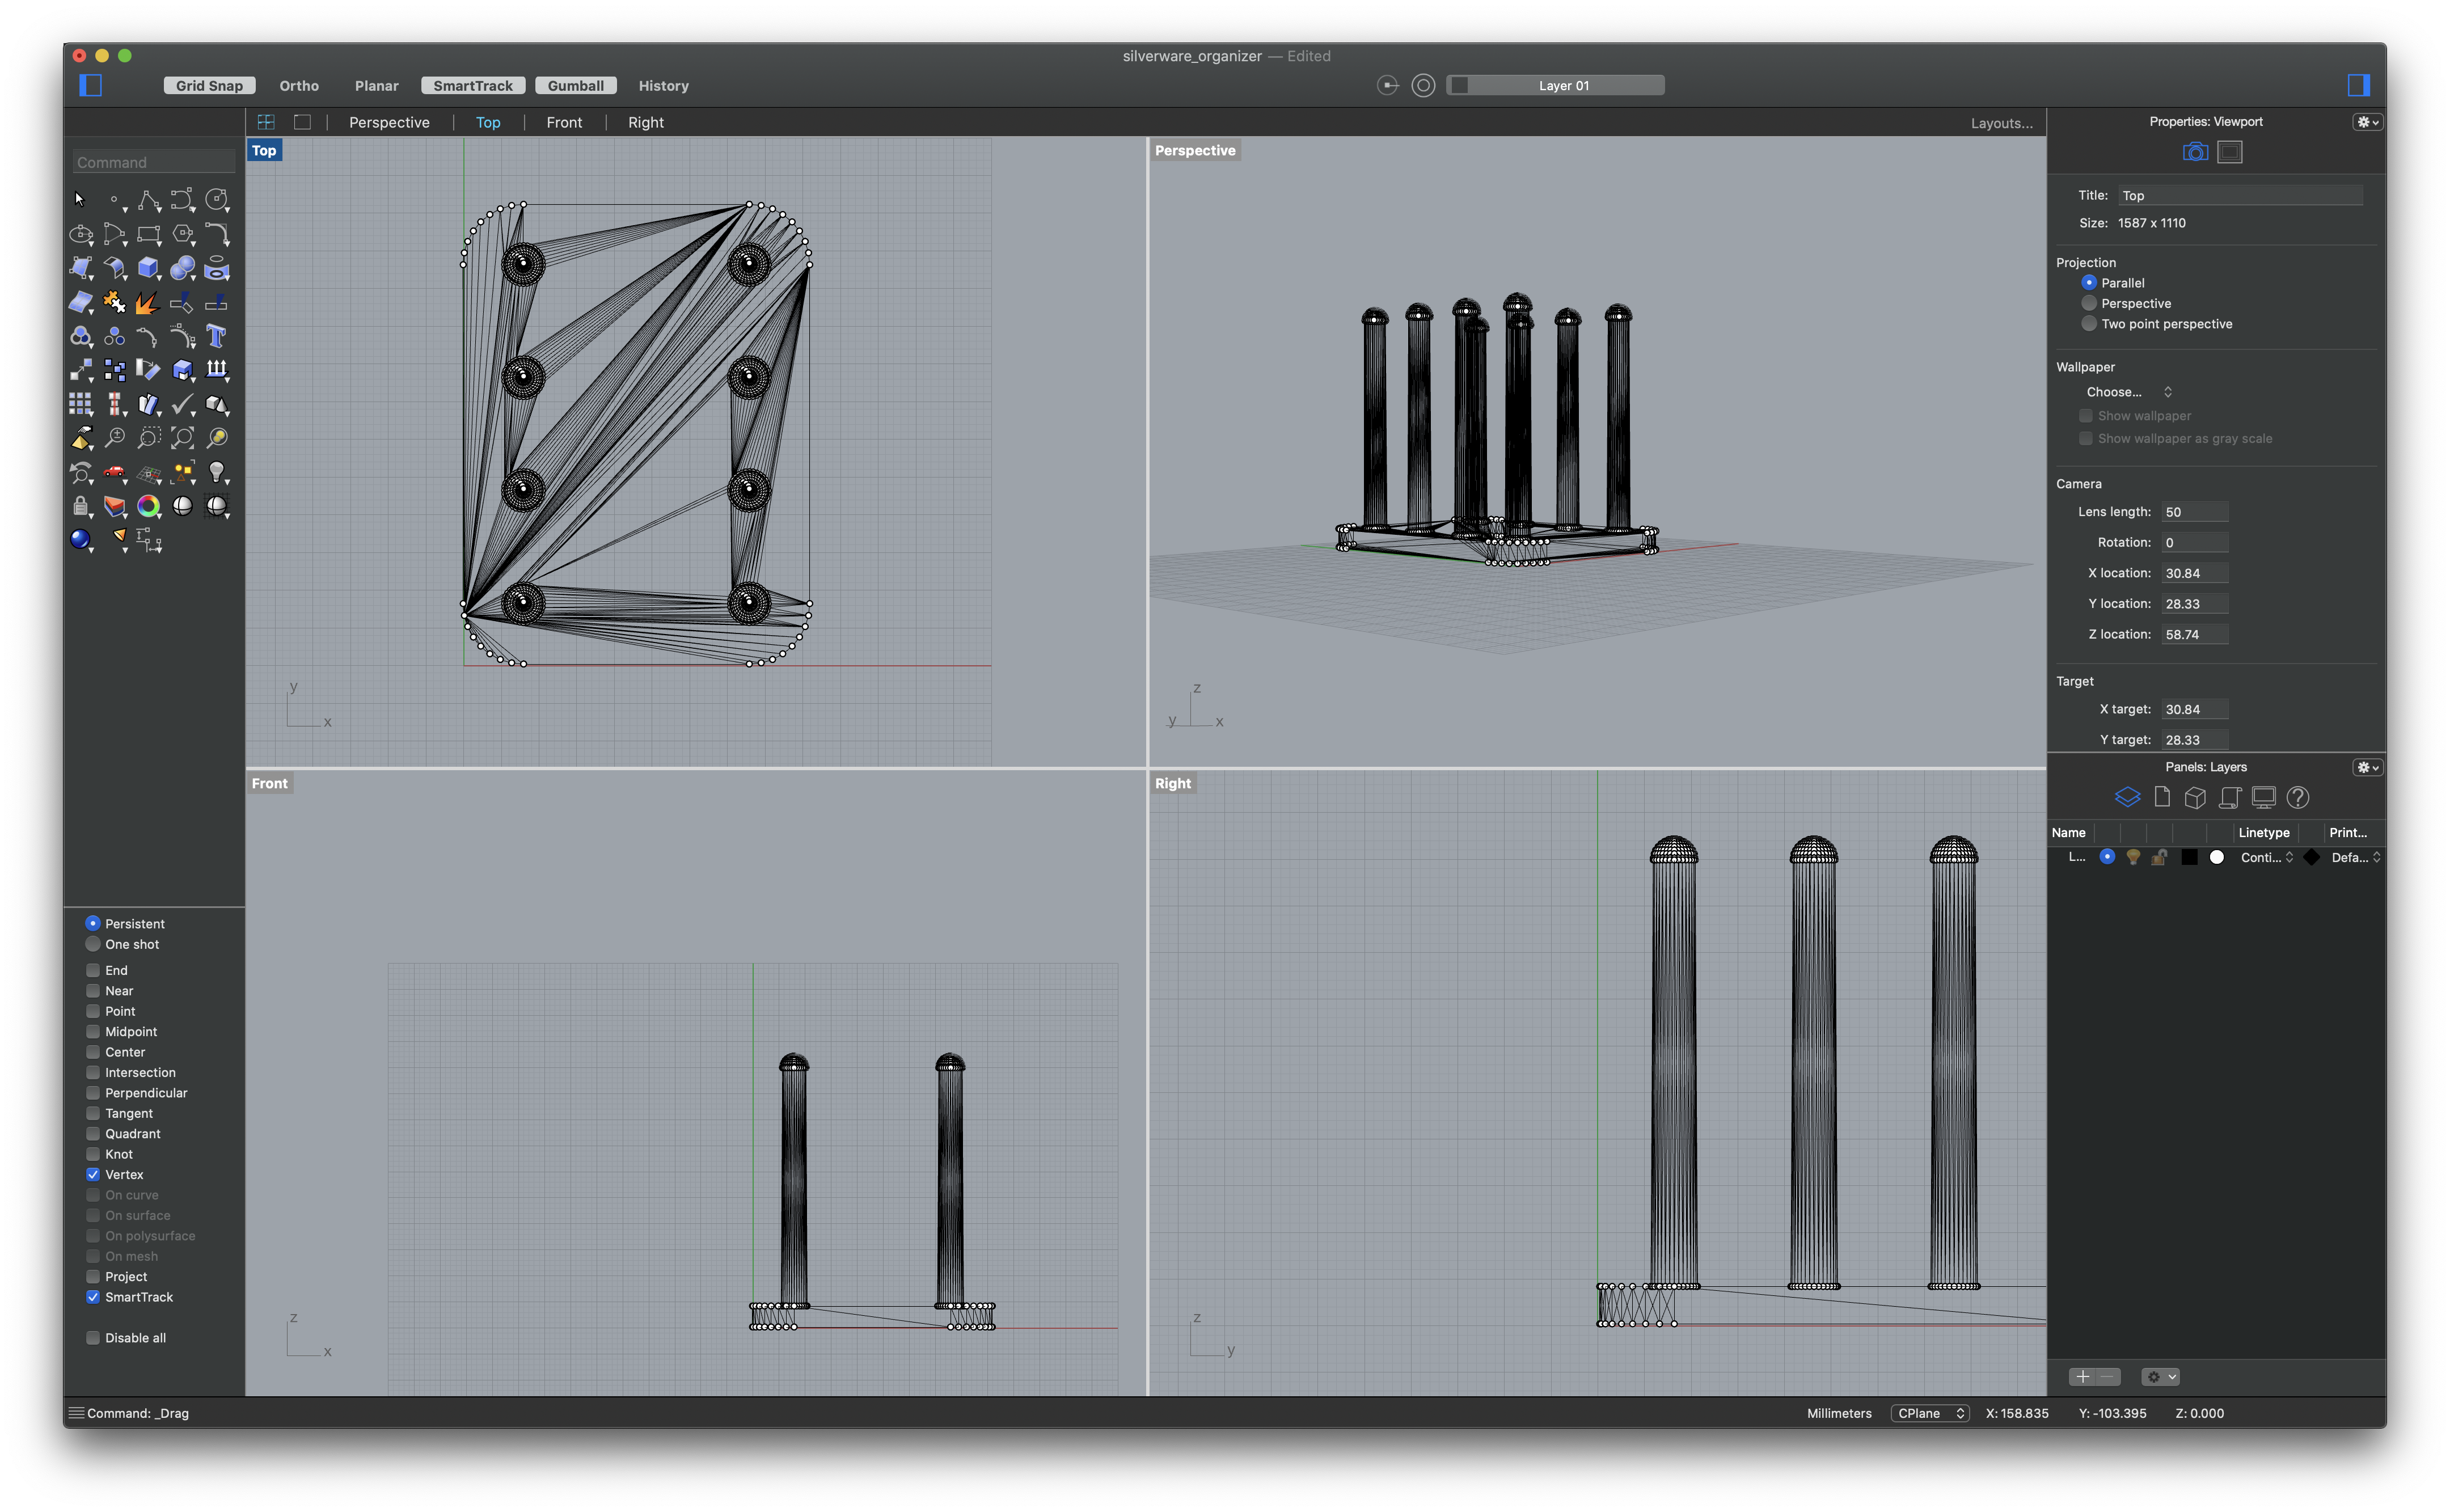 silverware_organizer — Edited
Grid Snap Ortho Planar SmartTrack Gumball History
Layer 01
Perspective Top Front Right
Layouts...
Properties: Viewport
Command
Top
Perspective
Title: Top
Size: 1587 x 1110
Projection
Parallel
Perspective
Two point perspective
Wallpaper
Choose...
Show wallpaper
Show wallpaper as gray scale
Camera
Lens length: 50
Rotation: 0
X location: 30.84
Y location: 28.33
Z location: 58.74
Target
X target: 30.84
Y target: 28.33
y
x
z
y
x
Front
Right
Panels: Layers
Name Linetype Print...
L... Conti... Defa...
Persistent
One shot
End
Near
Point
Midpoint
Center
Intersection
Perpendicular
Tangent
Quadrant
Knot
Vertex
On curve
On surface
On polysurface
On mesh
Project
SmartTrack
Disable all
z
x
z
y
Command: _Drag
Millimeters CPlane X: 158.835 Y: -103.395 Z: 0.000